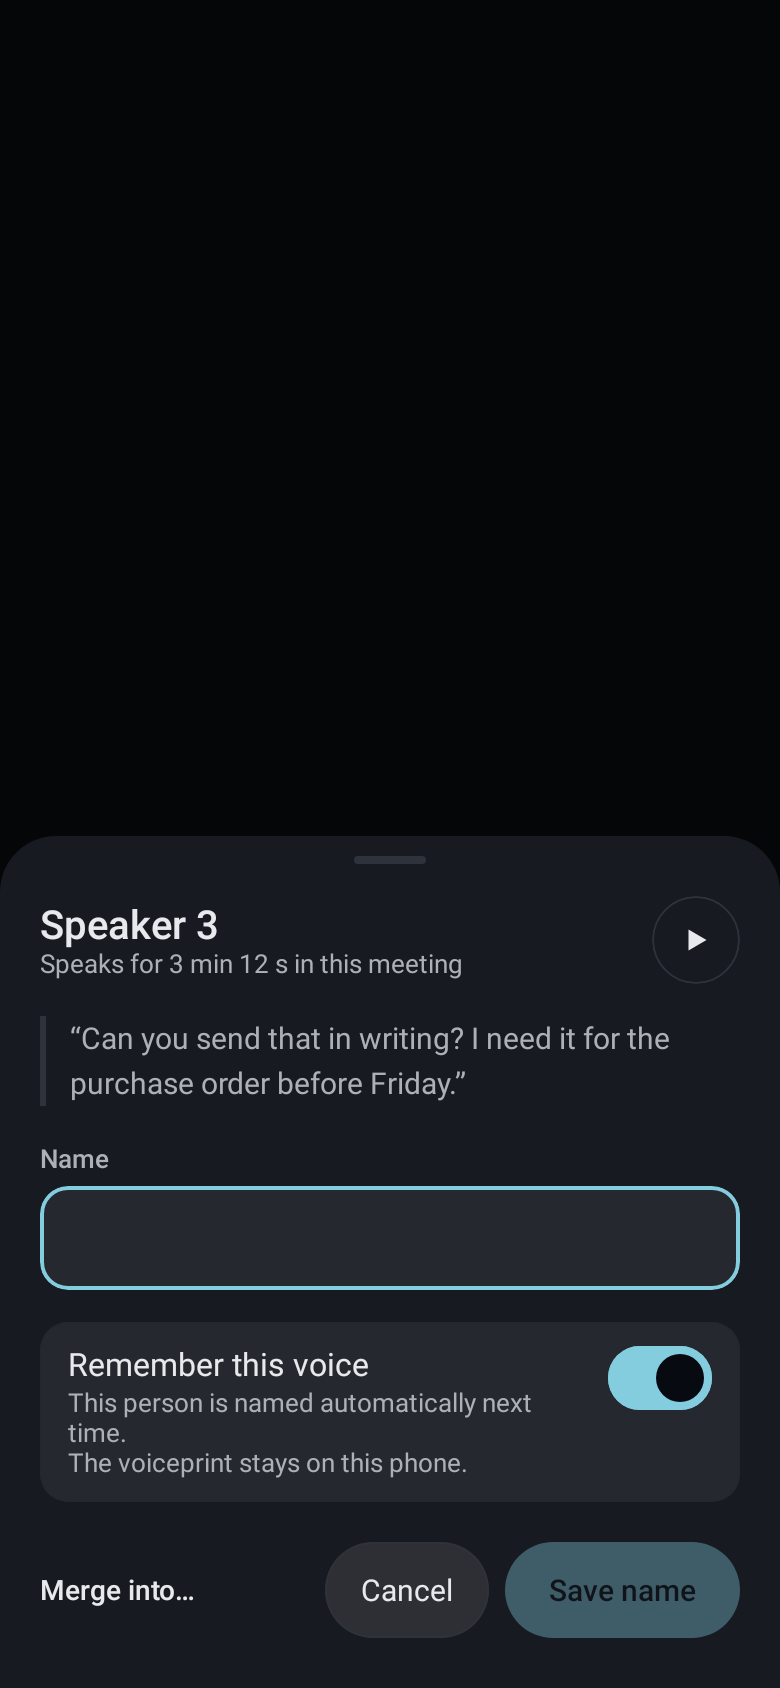 Speaker 3
Speaks for 3 min 12 s in this meeting
“Can you send that in writing? I need it for the
purchase order before Friday.”
Name
Remember this voice
This person is named automatically next
time.
The voiceprint stays on this phone.
Merge into…
Cancel
Save name